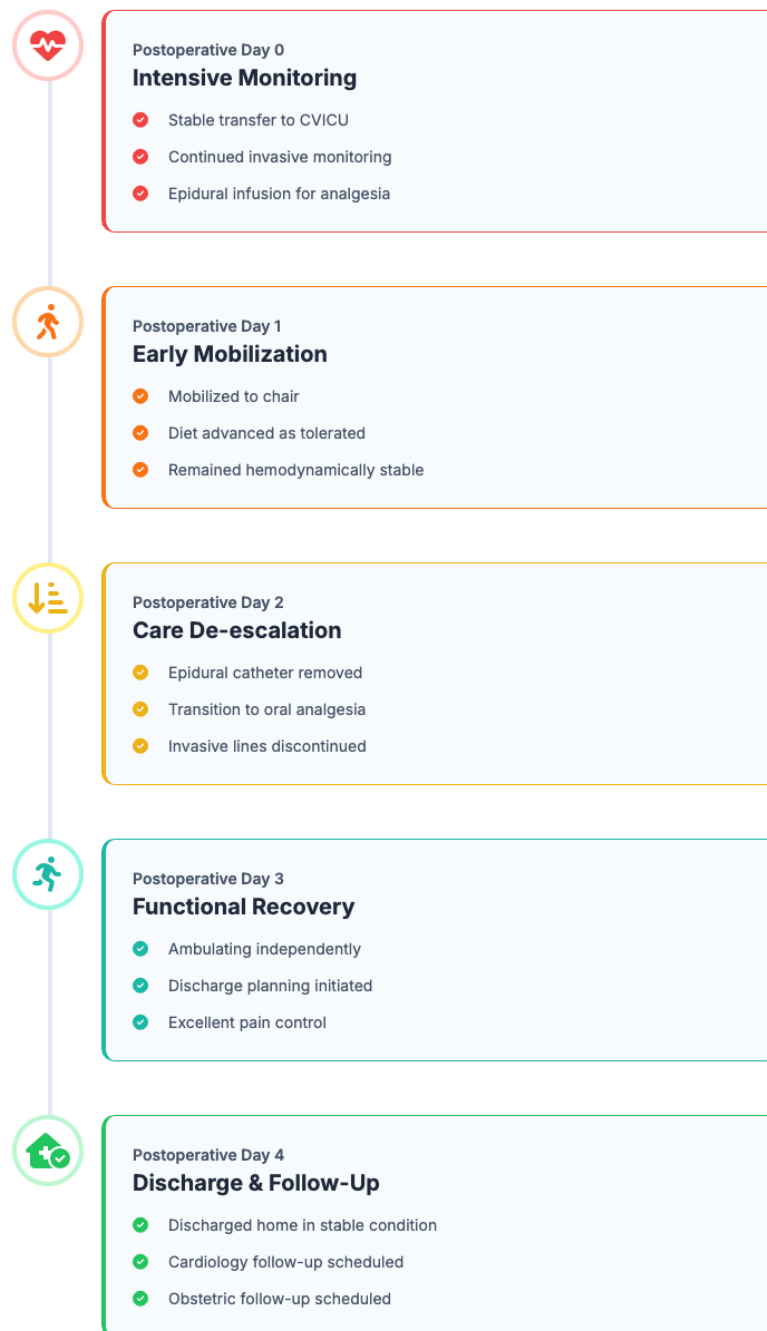 Postoperative Day 0
Intensive Monitoring
Stable transfer to CVICU
Continued invasive monitoring
Epidural infusion for analgesia
Postoperative Day 1
Early Mobilization
Mobilized to chair
Diet advanced as tolerated
Remained hemodynamically stable
Postoperative Day 2
Care De-escalation
Epidural catheter removed
Transition to oral analgesia
Invasive lines discontinued
Postoperative Day 3
Functional Recovery
Ambulating independently
Discharge planning initiated
Excellent pain control
Postoperative Day 4
Discharge & Follow-Up
Discharged home in stable condition
Cardiology follow-up scheduled
Obstetric follow-up scheduled